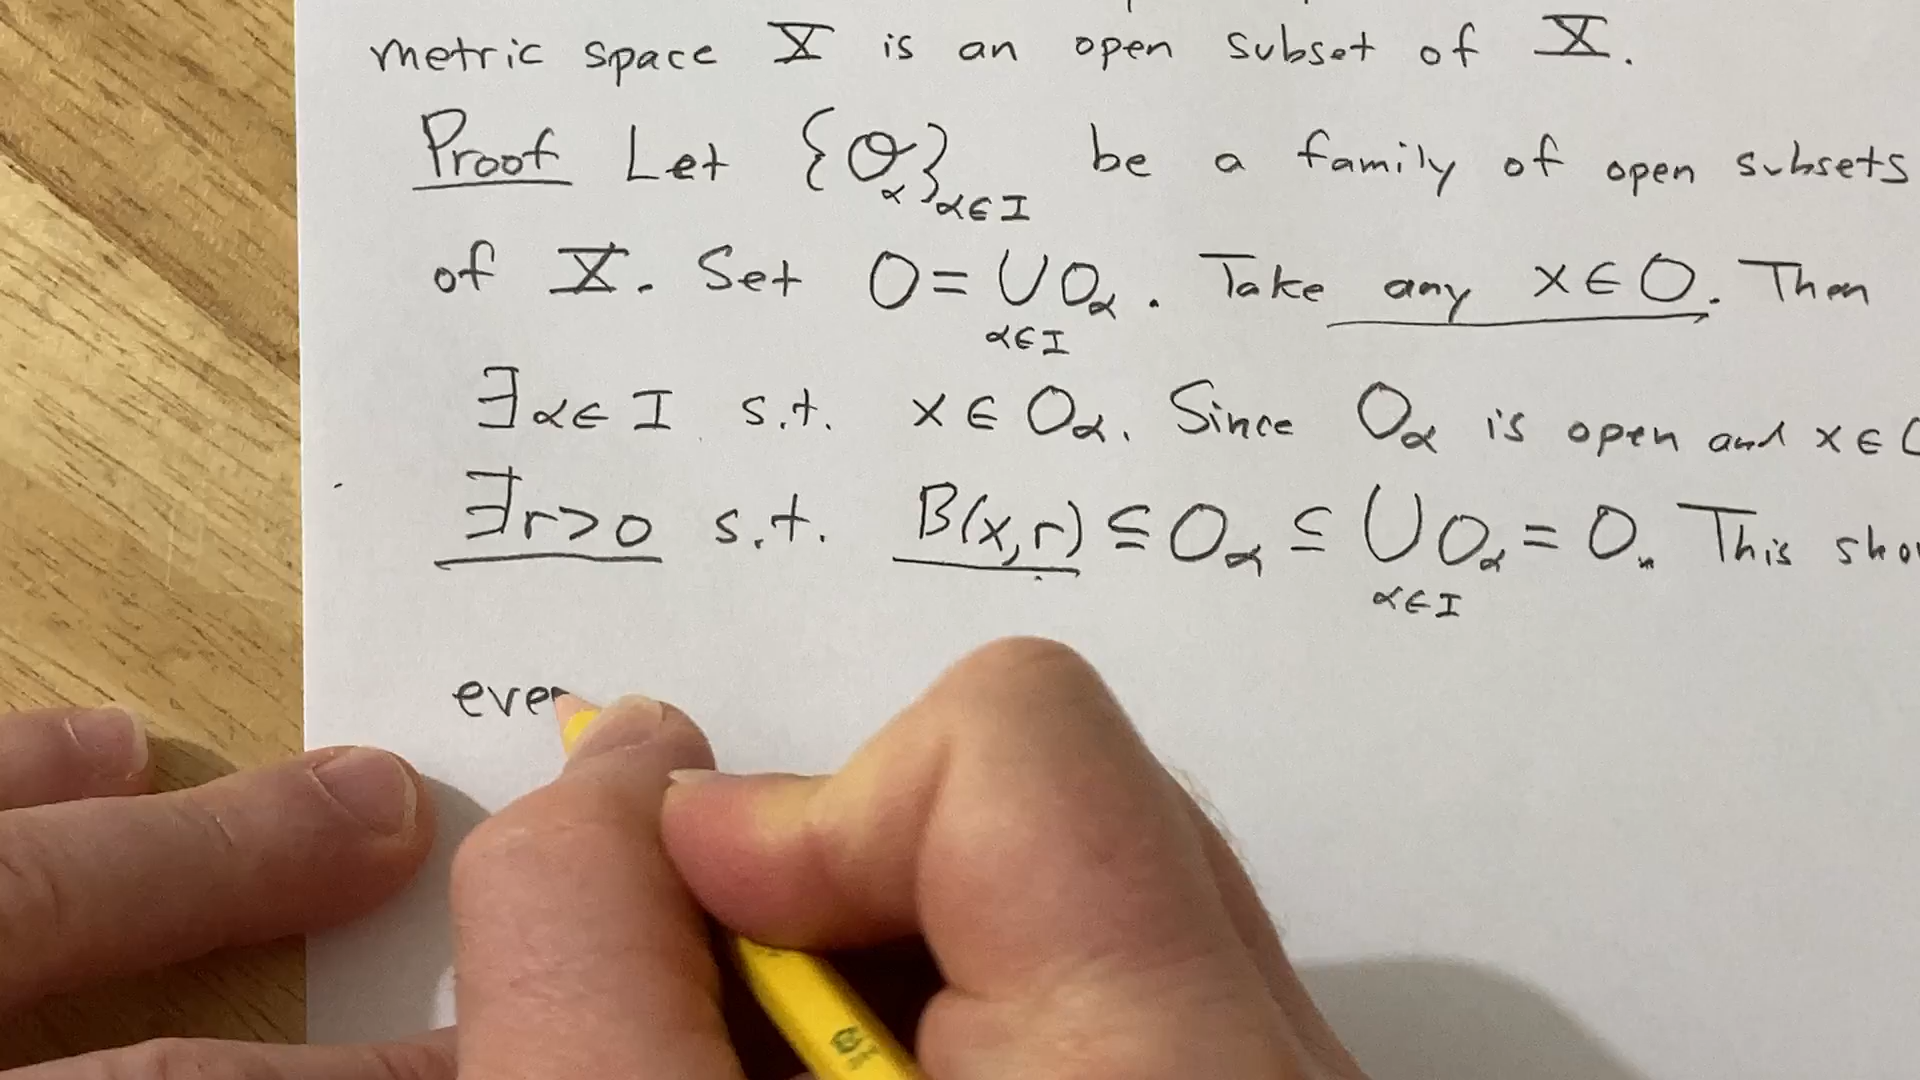 metric space X is an open subset of X.
Proof Let {O_α}_{α∈I} be a family of open subsets
of X. Set O = ∪ O_α. Take any x∈O. Then
α∈I
∃α∈I s.t. x∈O_α. Since O_α is open and x∈
∃r>0 s.t. B(x,r) ⊆ O_α ⊆ ∪ O_α = O. This sho
α∈I
eve